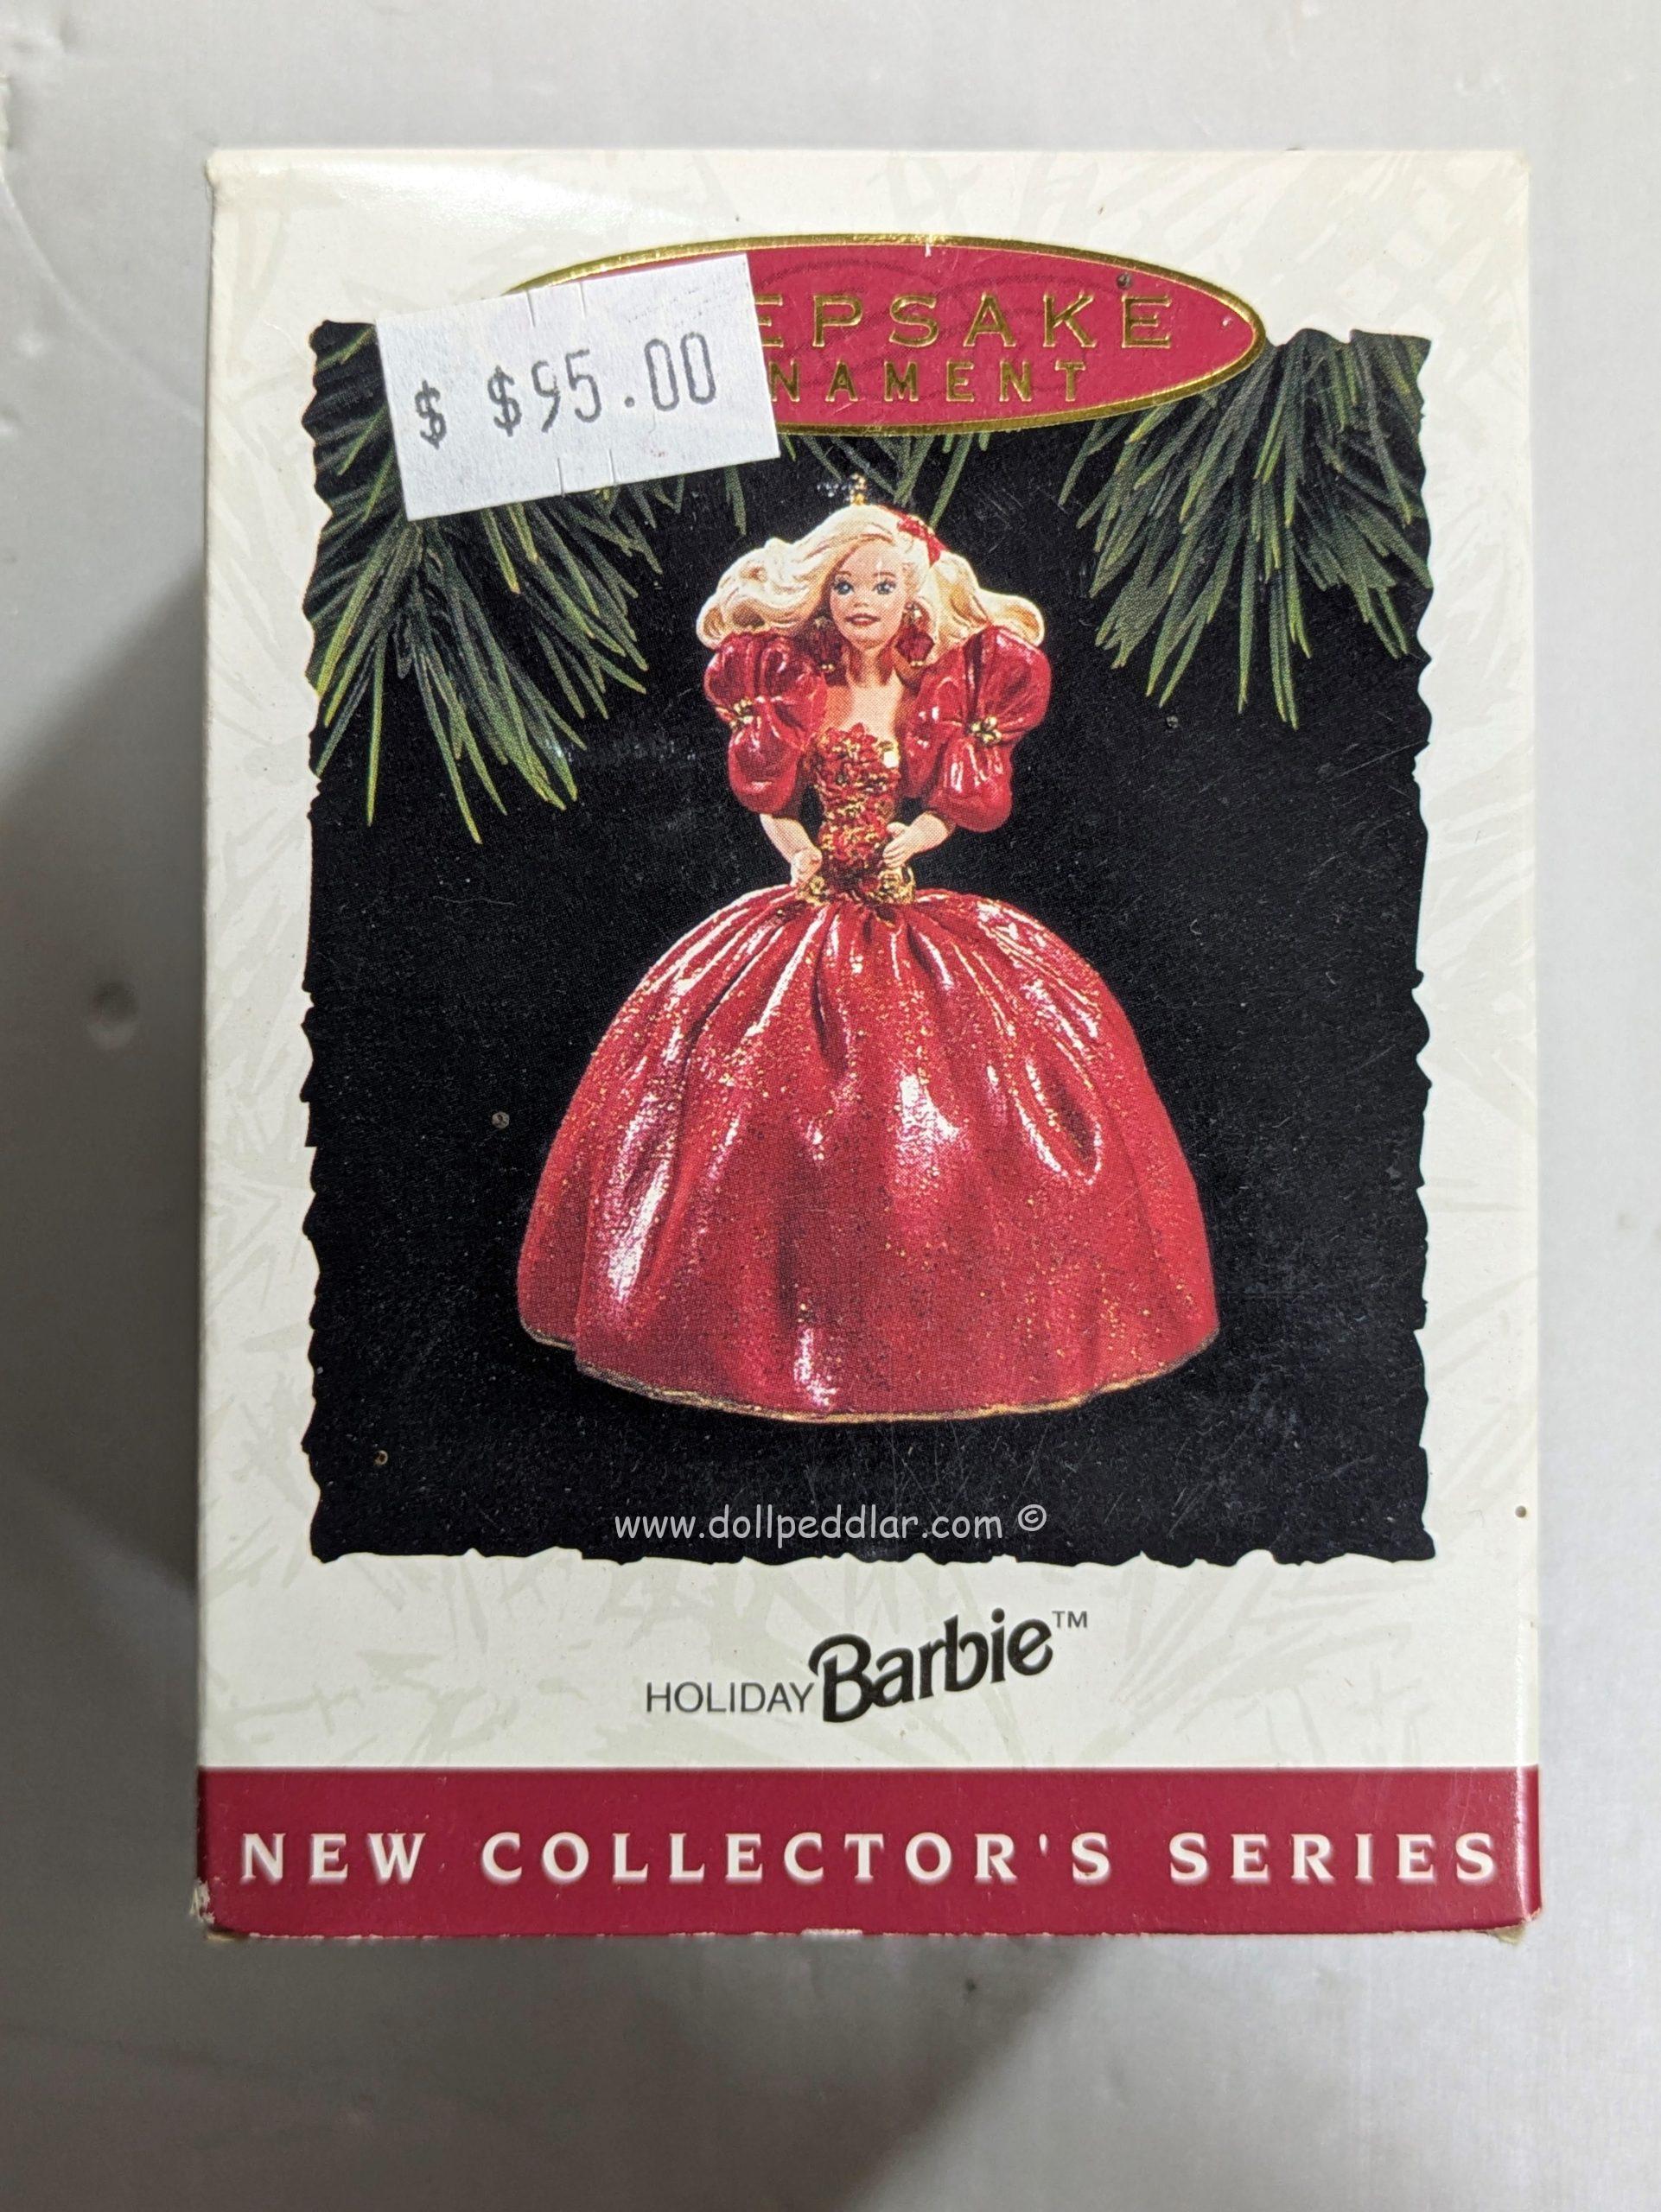 EPSAKE
NAMENT
$ $95.00
www.dollpeddlar.com ©
HOLIDAY Barbie™
NEW COLLECTOR'S SERIES